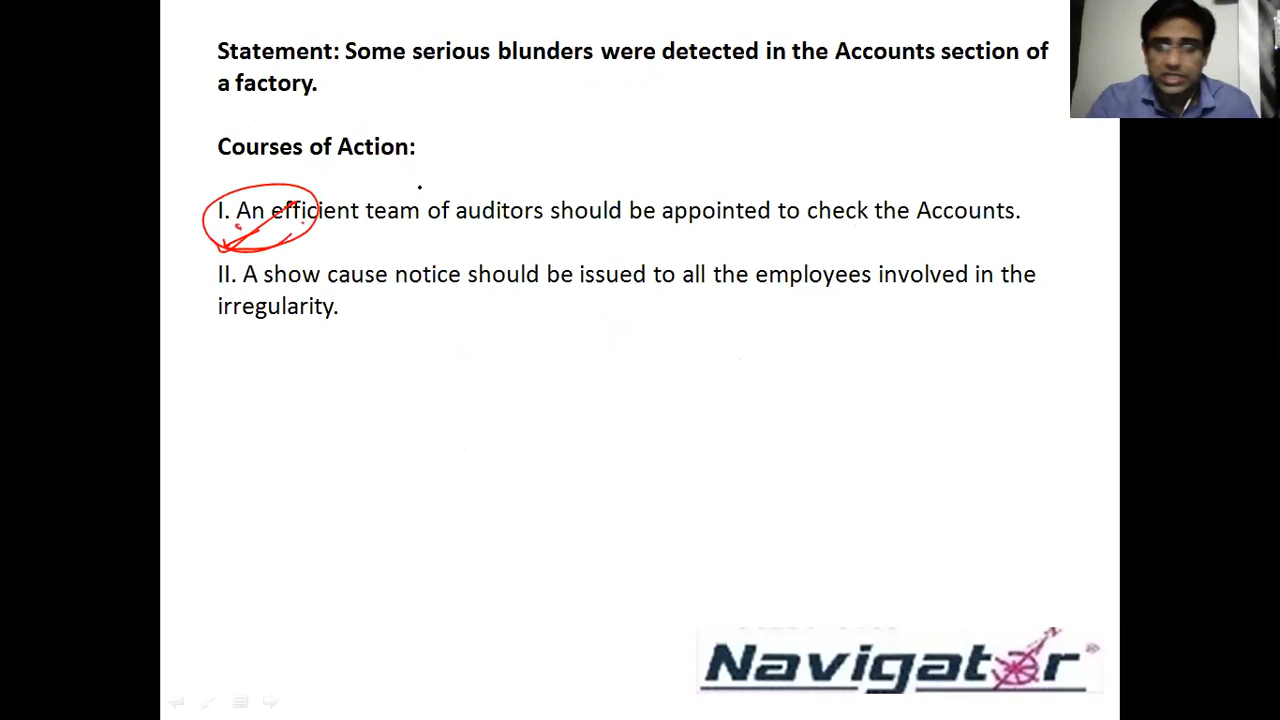 Statement: Some serious blunders were detected in the Accounts section of
a factory.
Courses of Action:
I. An efficient team of auditors should be appointed to check the Accounts.
II. A show cause notice should be issued to all the employees involved in the
irregularity.
Navigator